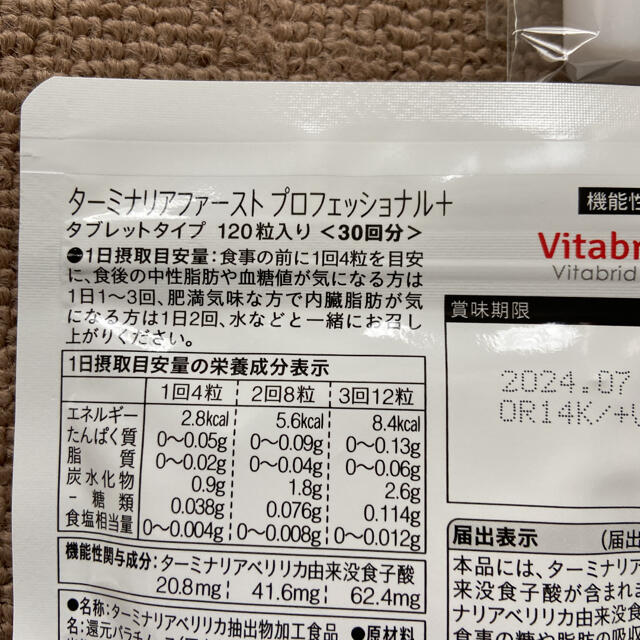 ターミナリアファースト プロフェッショナル＋
タブレットタイプ 120粒入り＜30回分＞
●1日摂取目安量:食事の前に1回4粒を目安
に、食後の中性脂肪や血糖値が気になる方は
1日1〜3回、肥満気味な方で内臓脂肪が気
になる方は1日2回、水などと一緒にお召し
上がりください。
1日摂取目安量の栄養成分表示
1回4粒 2回8粒 3回12粒
エネルギー 2.8kcal 5.6kcal 8.4kcal
たんぱく質 0〜0.05g 0〜0.09g 0〜0.13g
脂質 0〜0.02g 0〜0.04g 0〜0.06g
炭水化物 0.9g 1.8g 2.6g
- 糖類 0.038g 0.076g 0.114g
食塩相当量 0〜0.004g 0〜0.008g 0〜0.012g
機能性関与成分:ターミナリアベリリカ由来没食子酸
20.8mg 41.6mg 62.4mg
●名称:ターミナリアベリリカ抽出物加工食品 ●原材料
機能性
Vitabr
Vitabrid
賞味期限
2024.07
OR14K/+U
届出表示 (届出
本品には、ターミナリア
来没食子酸が含まれま
ナリアベリリカ由来没食